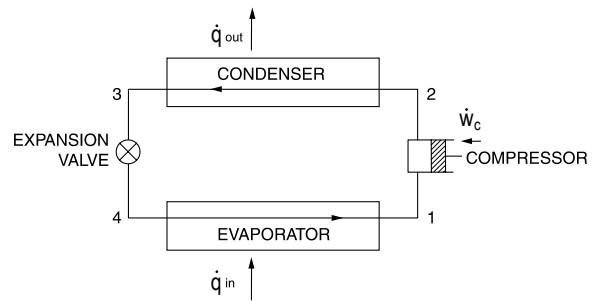 q̇ out
CONDENSER
3
2
ẇc
EXPANSION
VALVE
COMPRESSOR
4
1
EVAPORATOR
q̇ in